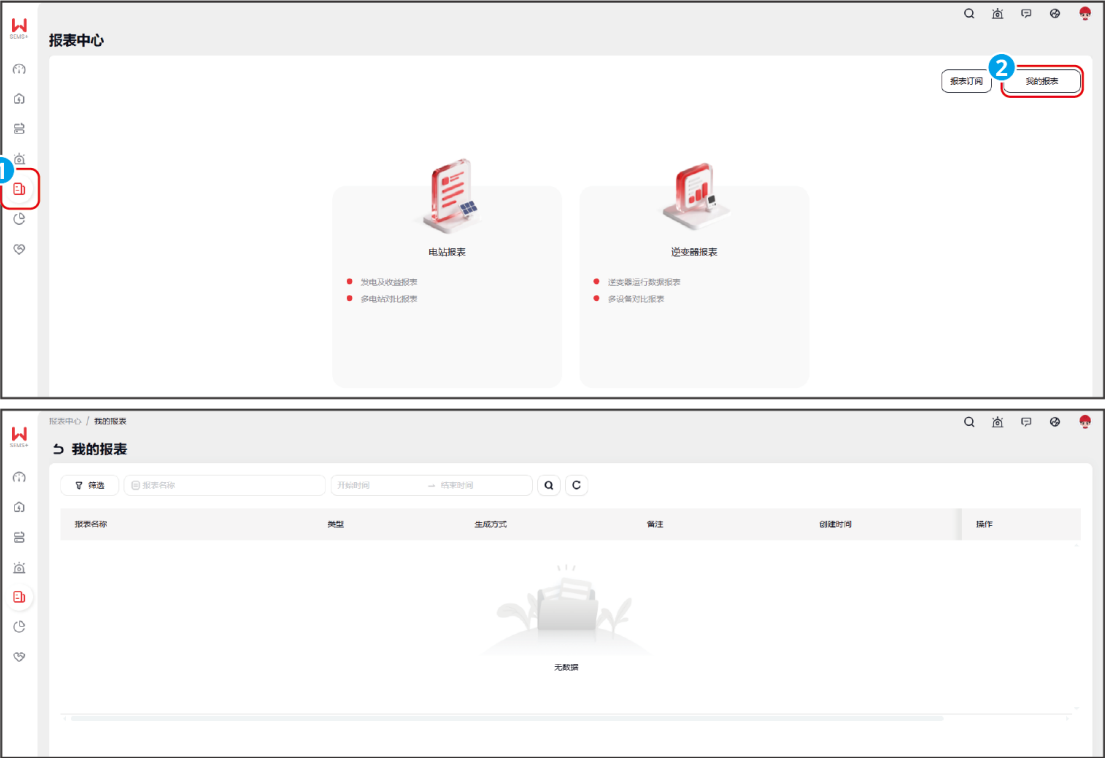 SEMS+
报表中心
2
报表订阅
我的报表
1
电站报表
发电及收益报表
多电站对比报表
逆变器报表
逆变器运行数据报表
多设备对比报表
SEMS+
报表中心 / 我的报表
我的报表
筛选
报表名称
开始时间 → 结束时间
报表名称 类型 生成方式 备注 创建时间 操作
无数据